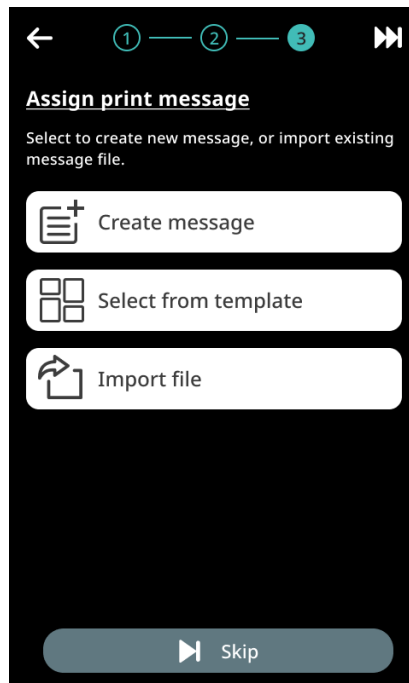 1 2 3
Assign print message
Select to create new message, or import existing
message file.
Create message
Select from template
Import file
Skip